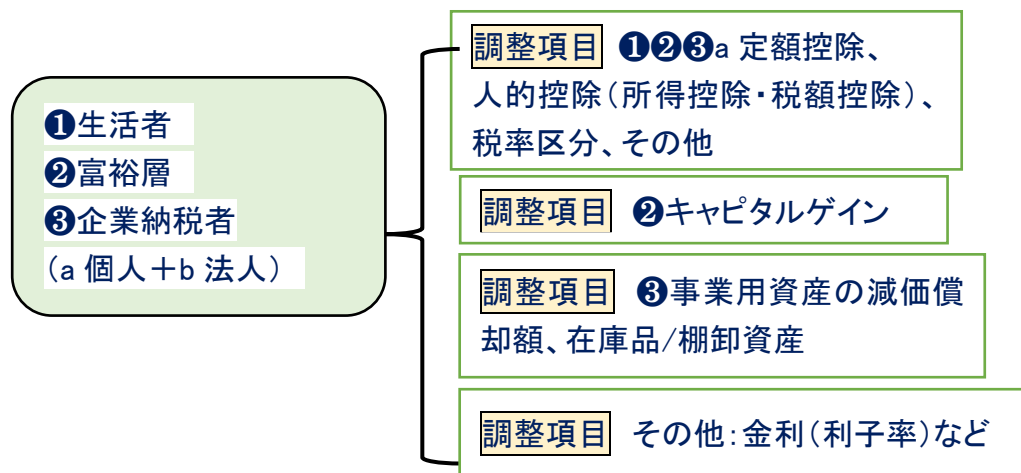 ❶生活者
❷富裕層
❸企業納税者
（a 個人＋b 法人）
調整項目 ❶❷❸a 定額控除、
人的控除（所得控除・税額控除）、
税率区分、その他
調整項目 ❷キャピタルゲイン
調整項目 ❸事業用資産の減価償
却額、在庫品/棚卸資産
調整項目 その他：金利（利子率）など